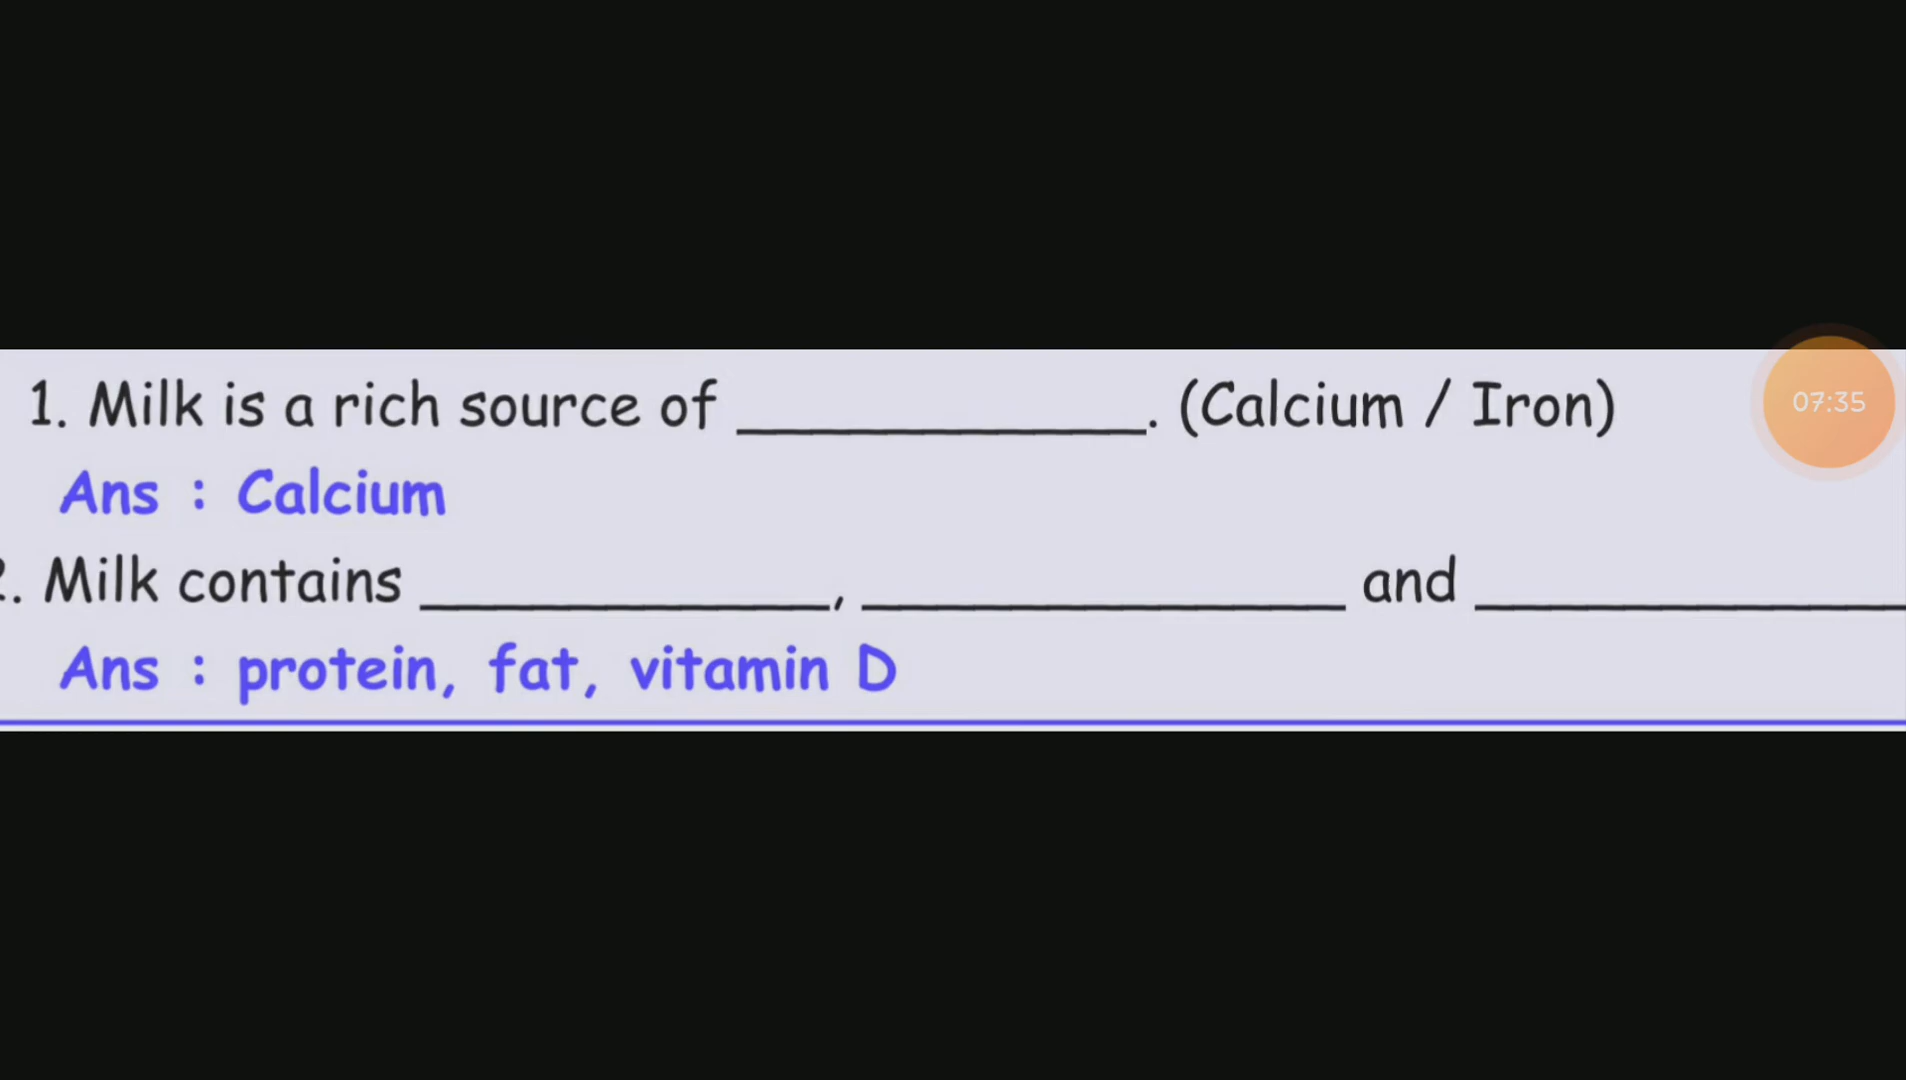 1. Milk is a rich source of ____________. (Calcium / Iron)
07:35
Ans : Calcium
2. Milk contains ____________, ______________ and ____________
Ans : protein, fat, vitamin D